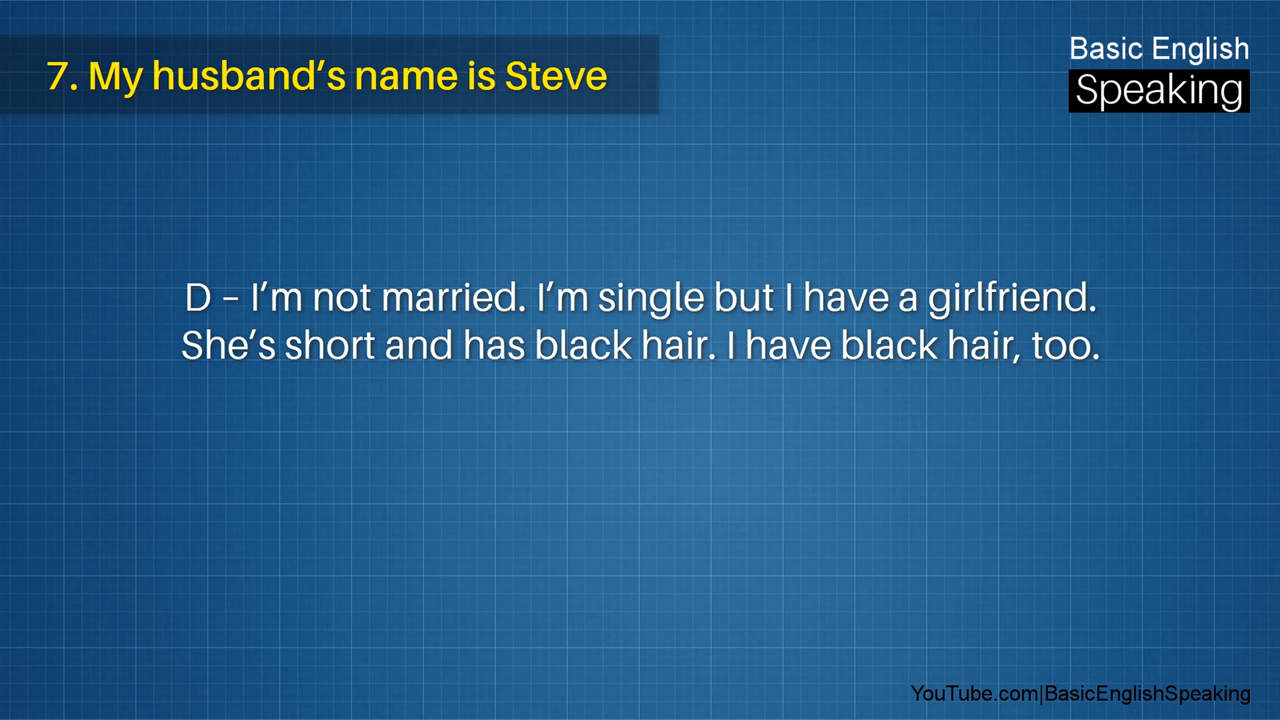 7. My husband’s name is Steve
Basic English
Speaking
D – I’m not married. I’m single but I have a girlfriend.
She’s short and has black hair. I have black hair, too.
YouTube.com|BasicEnglishSpeaking